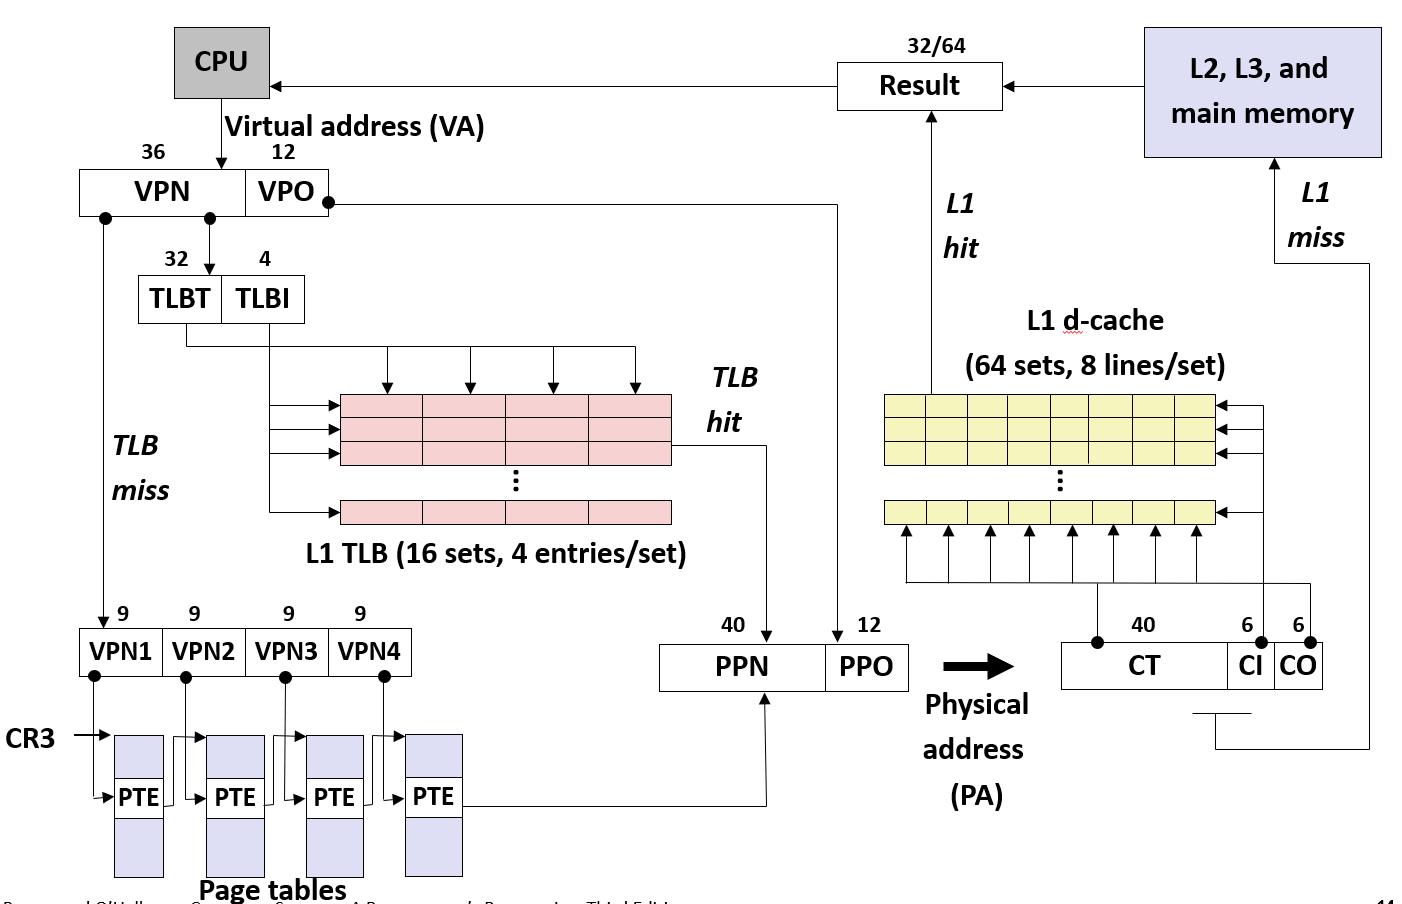 CPU
32/64
Result
L2, L3, and
main memory
Virtual address (VA)
36 12
VPN VPO
L1
hit
L1
miss
32 4
TLBT TLBI
L1 d-cache
(64 sets, 8 lines/set)
TLB
hit
TLB
miss
...
...
L1 TLB (16 sets, 4 entries/set)
9 9 9 9
VPN1 VPN2 VPN3 VPN4
40 12
PPN PPO
40 6 6
CT CI CO
Physical
address
(PA)
CR3
PTE PTE PTE PTE
Page tables
14